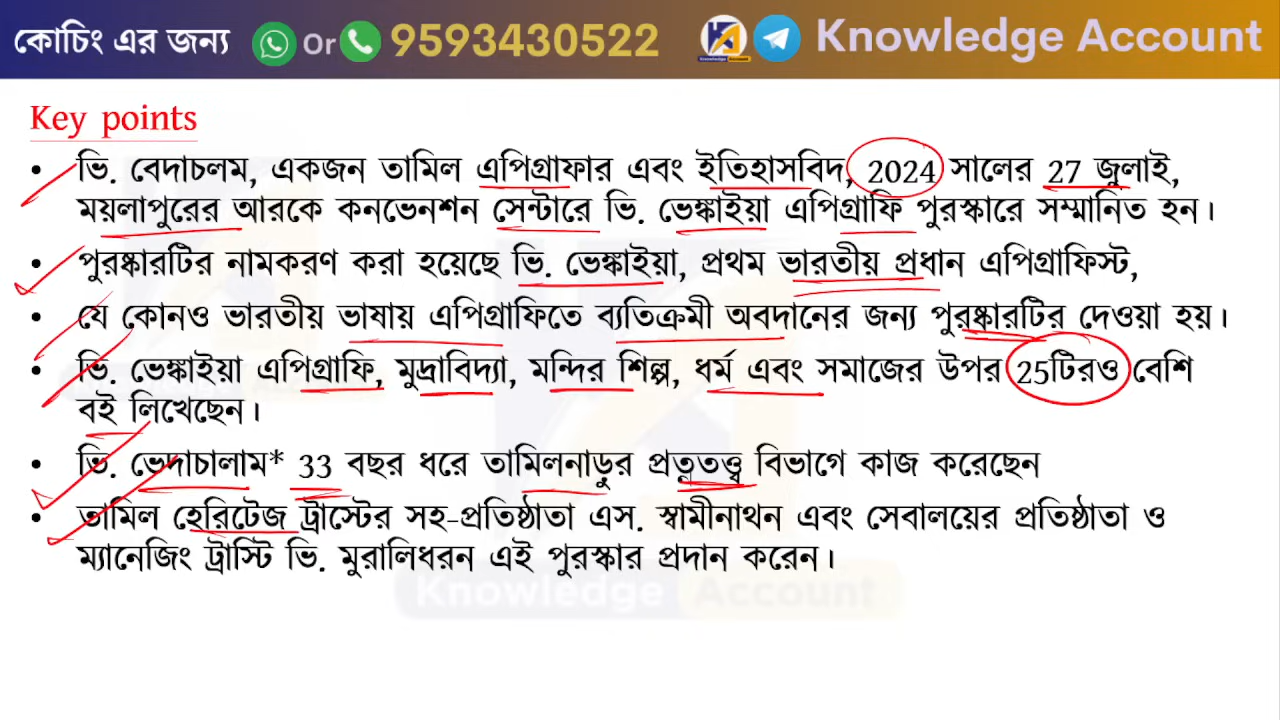 কোচিং এর জন্য Or 9593430522 Knowledge Account
Key points
• ভি. বেদাচলম, একজন তামিল এপিগ্রাফার এবং ইতিহাসবিদ, 2024 সালের 27 জুলাই,
ময়লাপুরের আরকে কনভেনশন সেন্টারে ভি. ভেঙ্কাইয়া এপিগ্রাফি পুরস্কারে সম্মানিত হন।
• পুরষ্কারটির নামকরণ করা হয়েছে ভি. ভেঙ্কাইয়া, প্রথম ভারতীয় প্রধান এপিগ্রাফিস্ট,
• যে কোনও ভারতীয় ভাষায় এপিগ্রাফিতে ব্যতিক্রমী অবদানের জন্য পুরষ্কারটির দেওয়া হয়।
• ভি. ভেঙ্কাইয়া এপিগ্রাফি, মুদ্রাবিদ্যা, মন্দির শিল্প, ধর্ম এবং সমাজের উপর 25টিরও বেশি
বই লিখেছেন।
• ভি. ভেদাচালাম* 33 বছর ধরে তামিলনাড়ুর প্রত্নতত্ত্ব বিভাগে কাজ করেছেন
• তামিল হেরিটেজ ট্রাস্টের সহ-প্রতিষ্ঠাতা এস. স্বামীনাথন এবং সেবালয়ের প্রতিষ্ঠাতা ও
ম্যানেজিং ট্রাস্টি ভি. মুরালিধরন এই পুরস্কার প্রদান করেন।
Knowledge Account